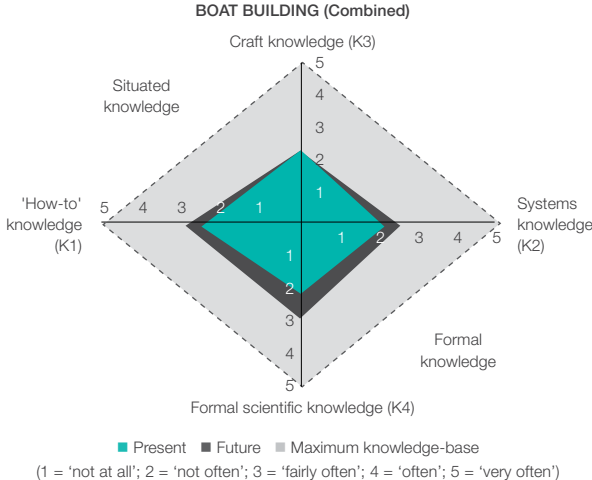 BOAT BUILDING (Combined)
Craft knowledge (K3)
5
4
3
2
1
Situated
knowledge
'How-to'
knowledge
(K1)
5 4 3 2 1
1 2 3 4 5
Systems
knowledge
(K2)
1
2
3
4
5
Formal
knowledge
Formal scientific knowledge (K4)
Present Future Maximum knowledge-base
(1 = ‘not at all’; 2 = ‘not often’; 3 = ‘fairly often’; 4 = ‘often’; 5 = ‘very often’)